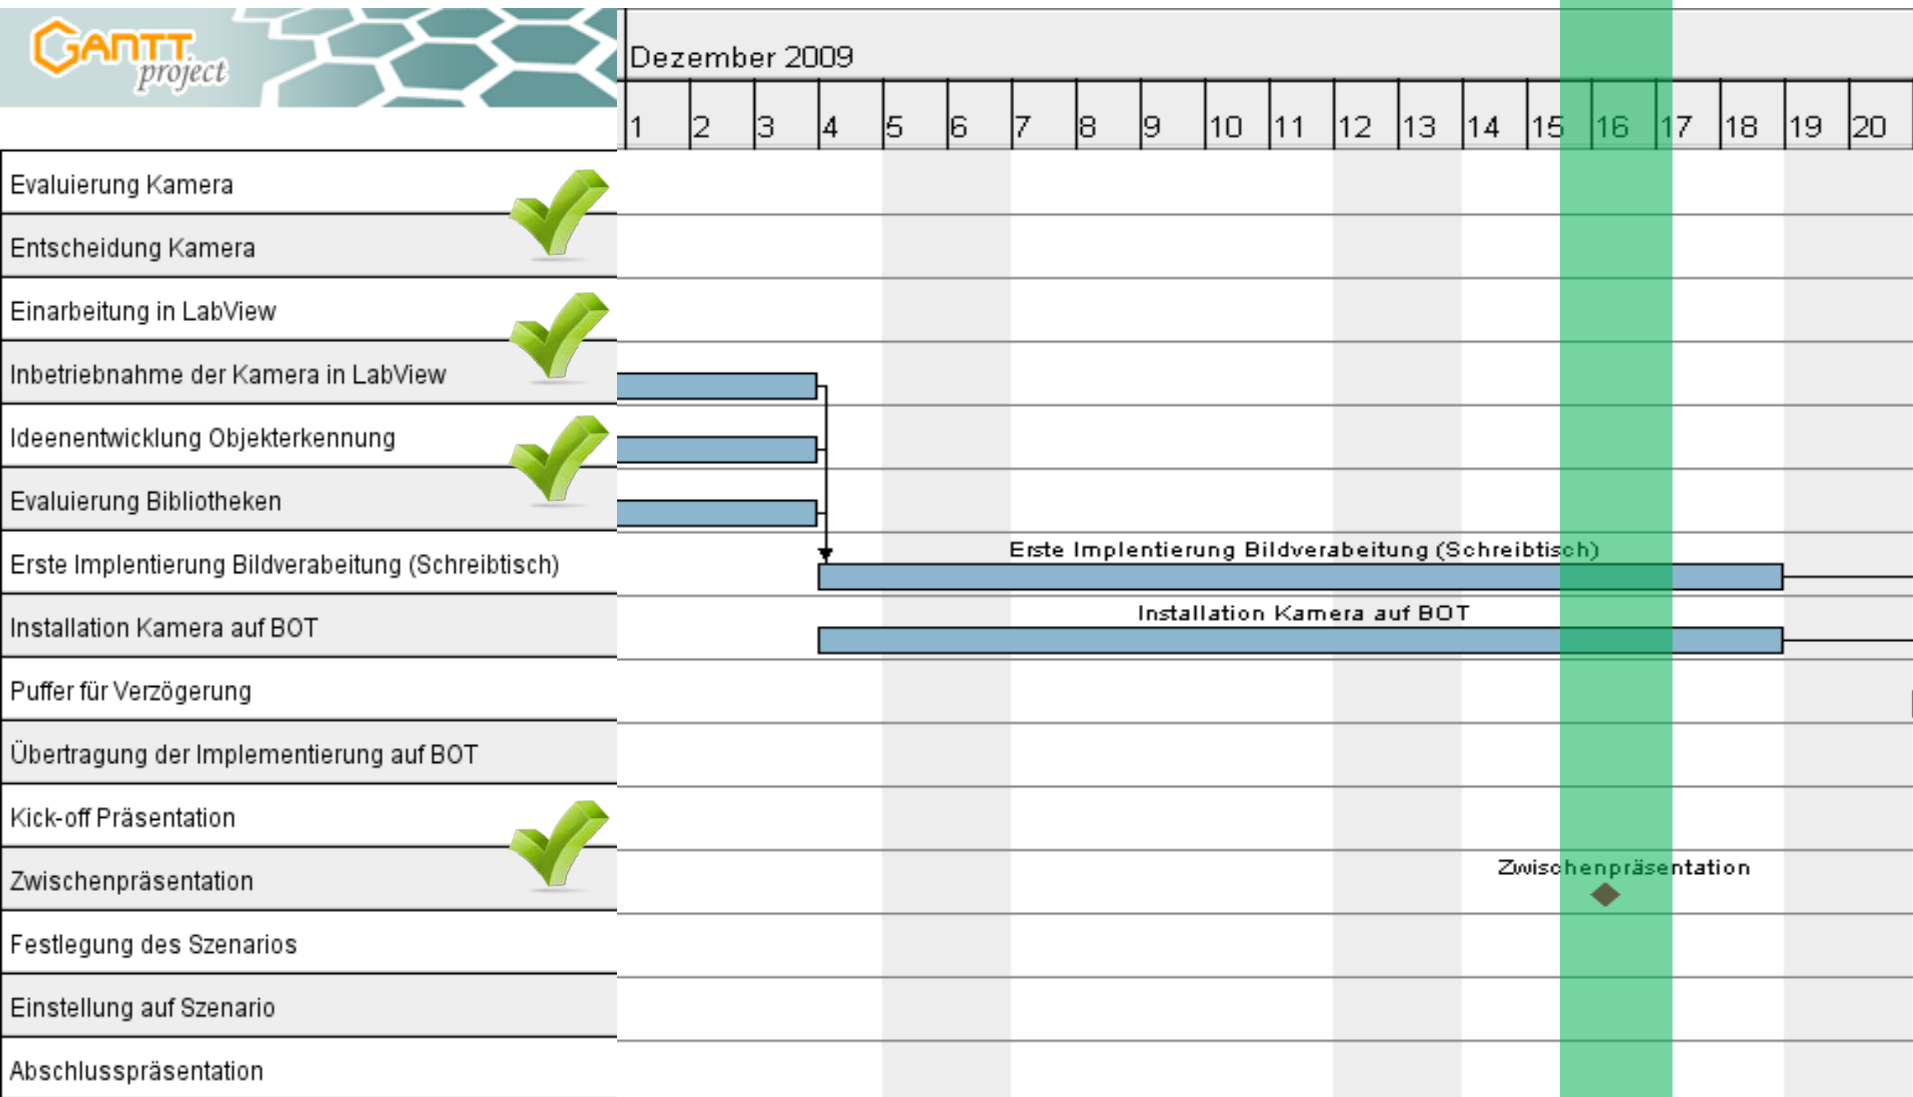 GANTT
project
Dezember 2009
1 2 3 4 5 6 7 8 9 10 11 12 13 14 15 16 17 18 19 20
Evaluierung Kamera
Entscheidung Kamera
Einarbeitung in LabView
Inbetriebnahme der Kamera in LabView
Ideenentwicklung Objekterkennung
Evaluierung Bibliotheken
Erste Implentierung Bildverabeitung (Schreibtisch)
Erste Implentierung Bildverabeitung (Schreibtisch)
Installation Kamera auf BOT
Installation Kamera auf BOT
Puffer für Verzögerung
Übertragung der Implementierung auf BOT
Kick-off Präsentation
Zwischenpräsentation
Zwischenpräsentation
Festlegung des Szenarios
Einstellung auf Szenario
Abschlusspräsentation